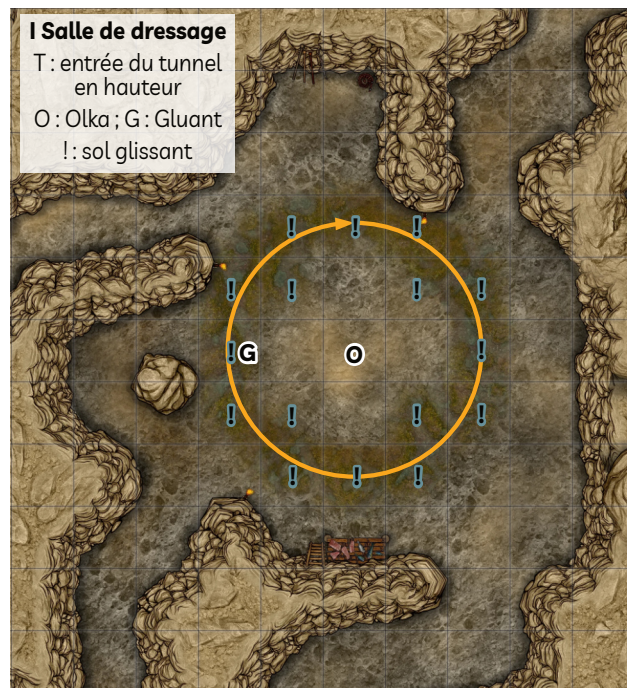 I Salle de dressage
T : entrée du tunnel
en hauteur
O : Olka ; G : Gluant
! : sol glissant
! ! !
! ! ! !
! G O !
! ! ! !
! ! !